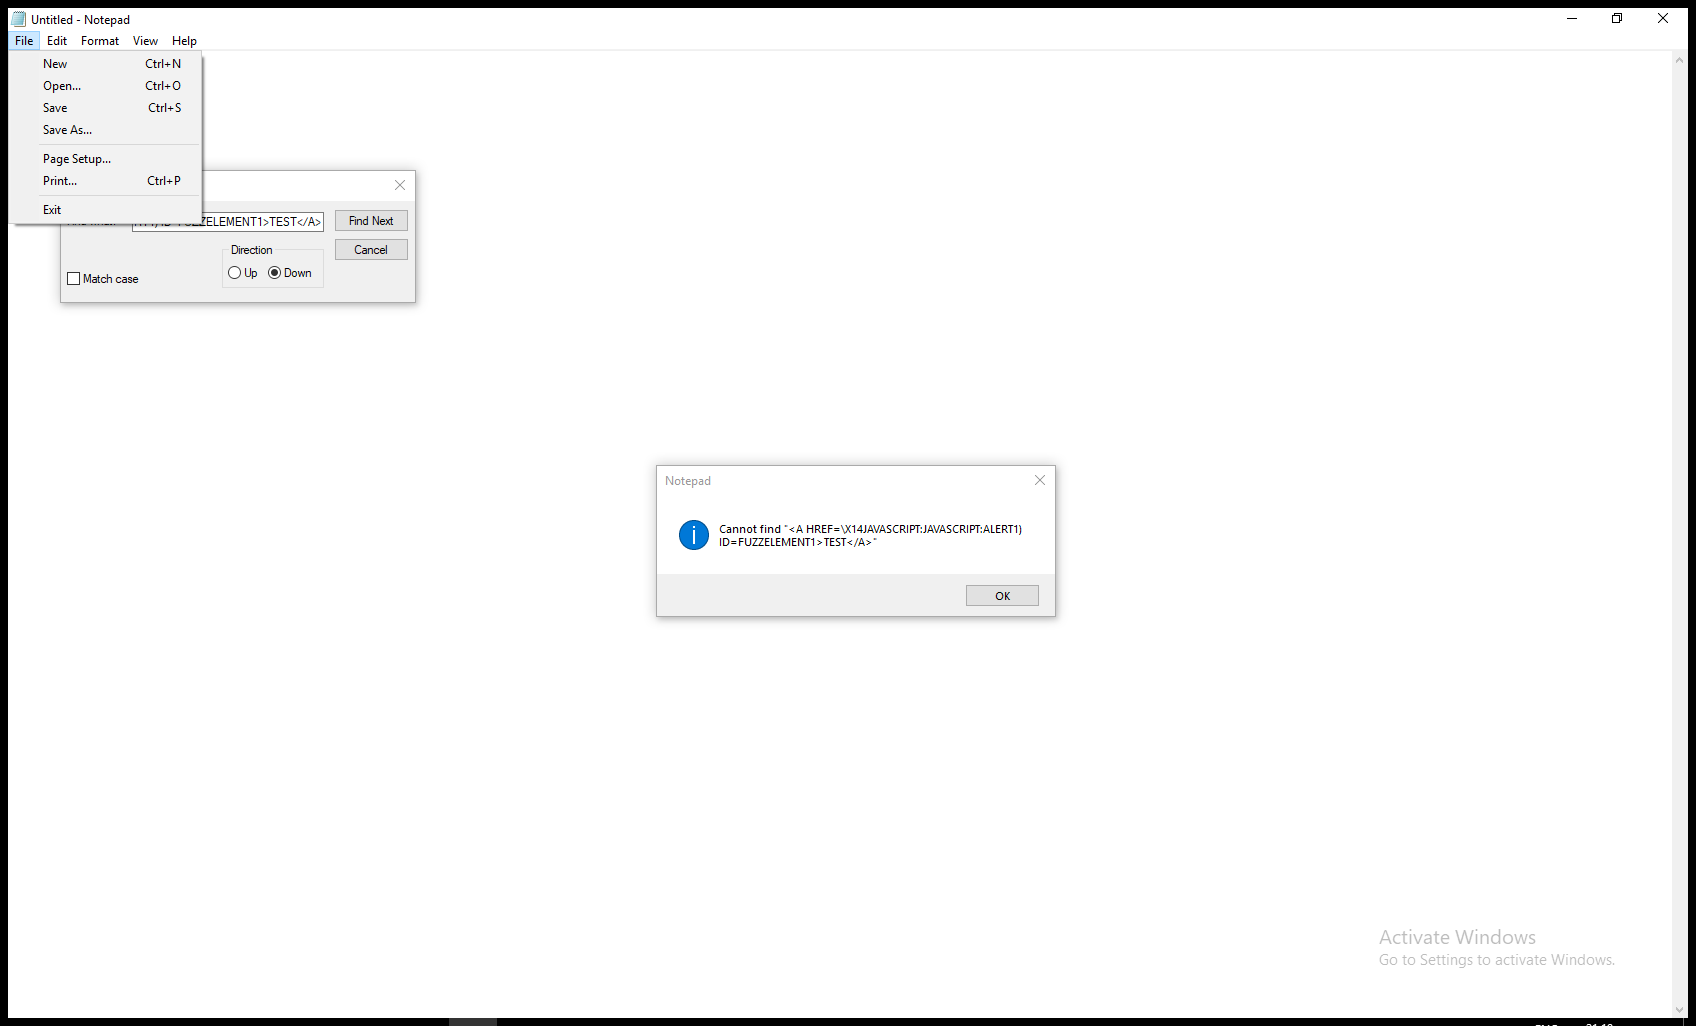 Untitled - Notepad
File Edit Format View Help
New Ctrl+N
Open... Ctrl+O
Save Ctrl+S
Save As...
Page Setup...
Print... Ctrl+P
Exit
ZELEMENT1>TEST</A>
Find Next
Direction
Cancel
Up Down
Match case
Notepad
Cannot find "<A HREF=\X14JAVASCRIPT:JAVASCRIPT:ALERT1)
ID=FUZZELEMENT1>TEST</A>"
OK
Activate Windows
Go to Settings to activate Windows.